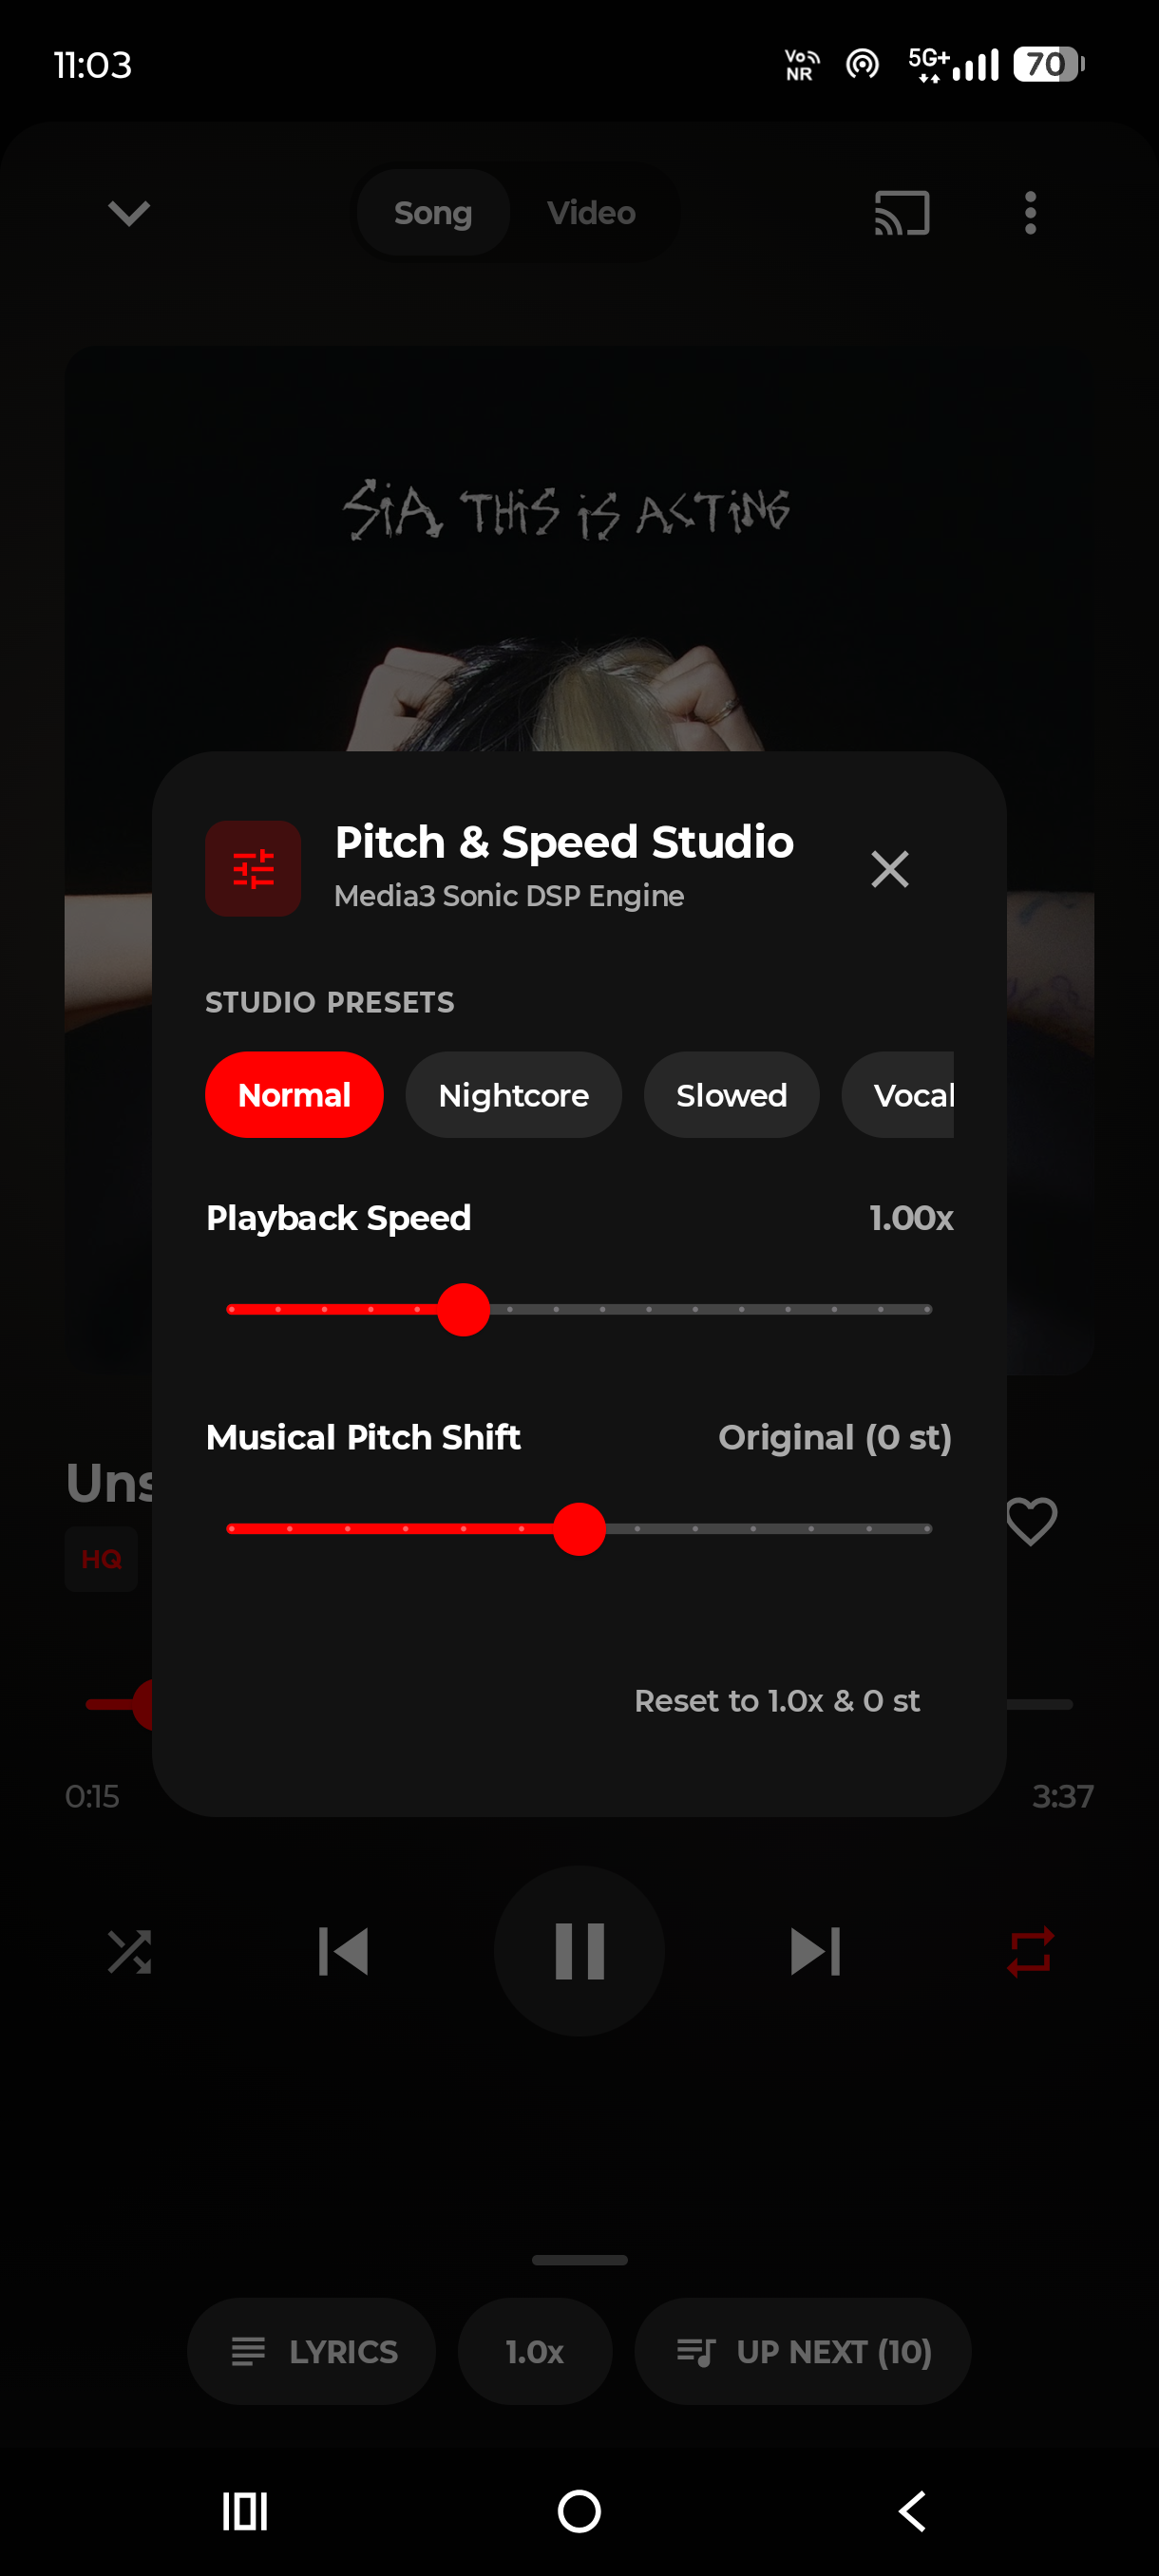 11:03
Vo NR
5G+
70
Song
Video
SiA THiS iS ACTiNG
Pitch & Speed Studio
Media3 Sonic DSP Engine
STUDIO PRESETS
Normal
Nightcore
Slowed
Vocal
Playback Speed
1.00x
Musical Pitch Shift
Original (0 st)
Uns
HQ
Reset to 1.0x & 0 st
0:15
3:37
LYRICS
1.0x
UP NEXT (10)